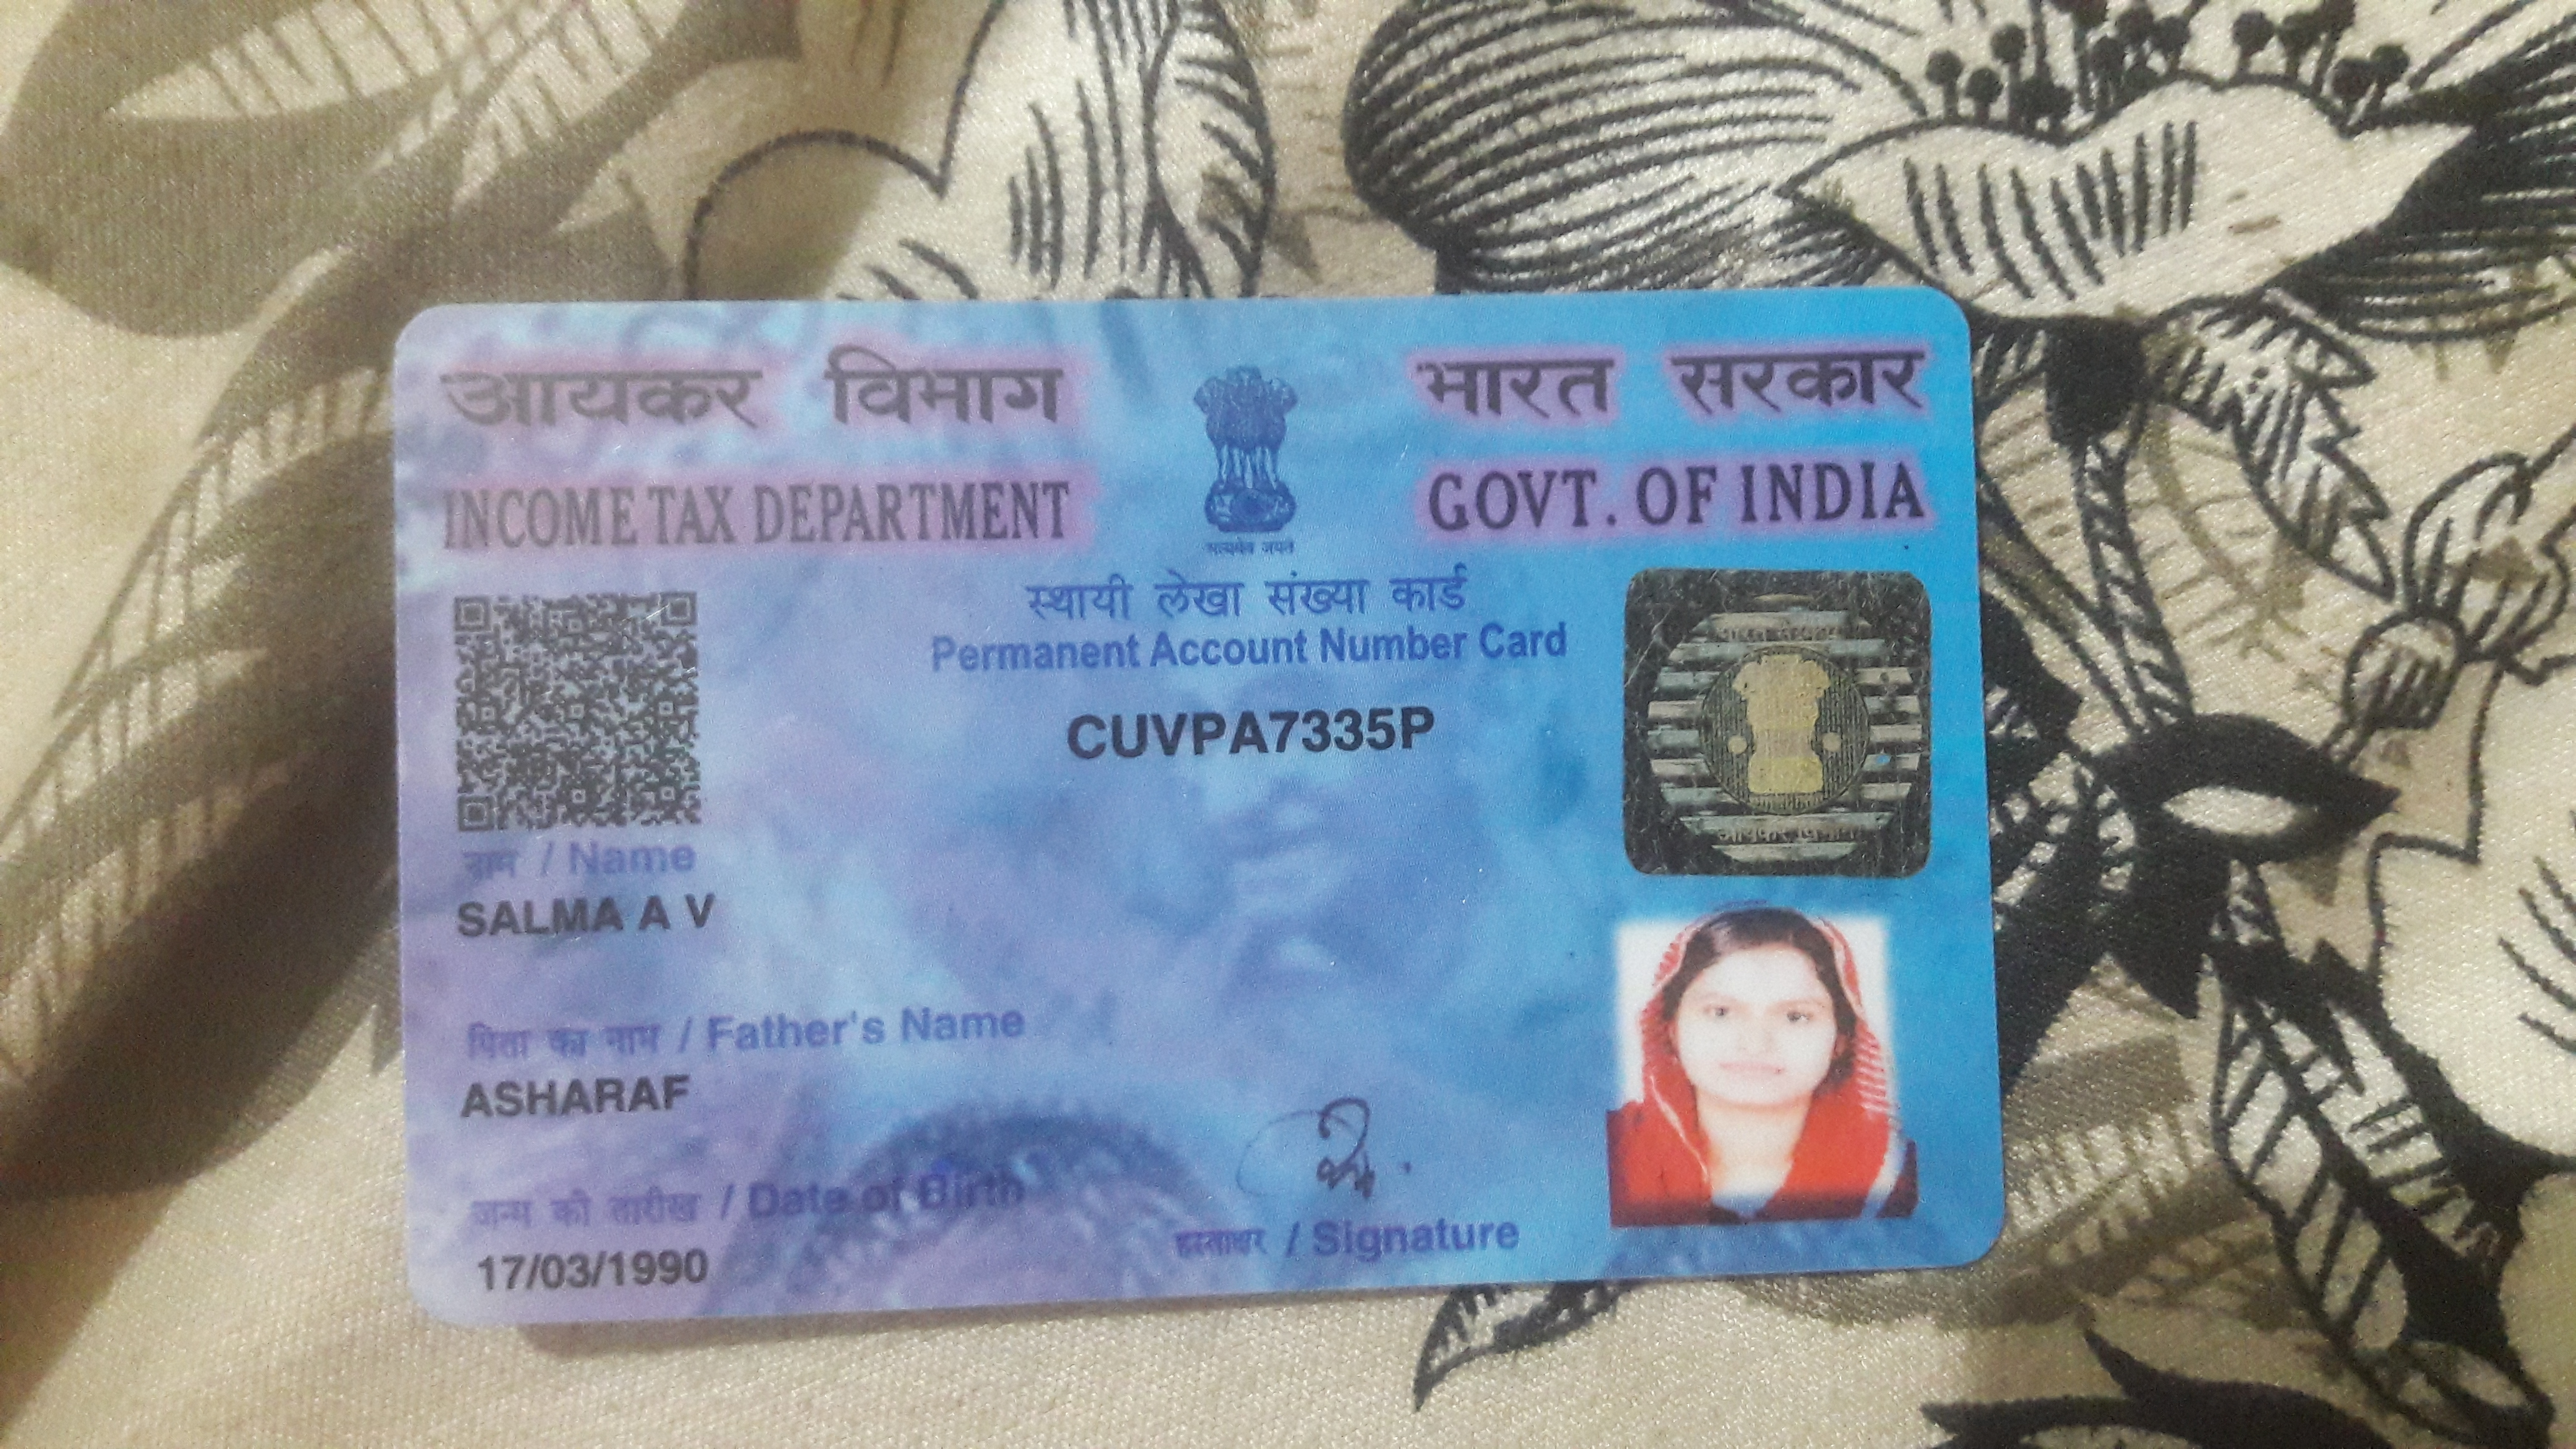 आयकर विभाग
INCOME TAX DEPARTMENT
सत्यमेव जयते
भारत सरकार
GOVT. OF INDIA
स्थायी लेखा संख्या कार्ड
Permanent Account Number Card
CUVPA7335P
नाम / Name
SALMA A V
पिता का नाम / Father's Name
ASHARAF
जन्म की तारीख / Date of Birth
17/03/1990
हस्ताक्षर / Signature